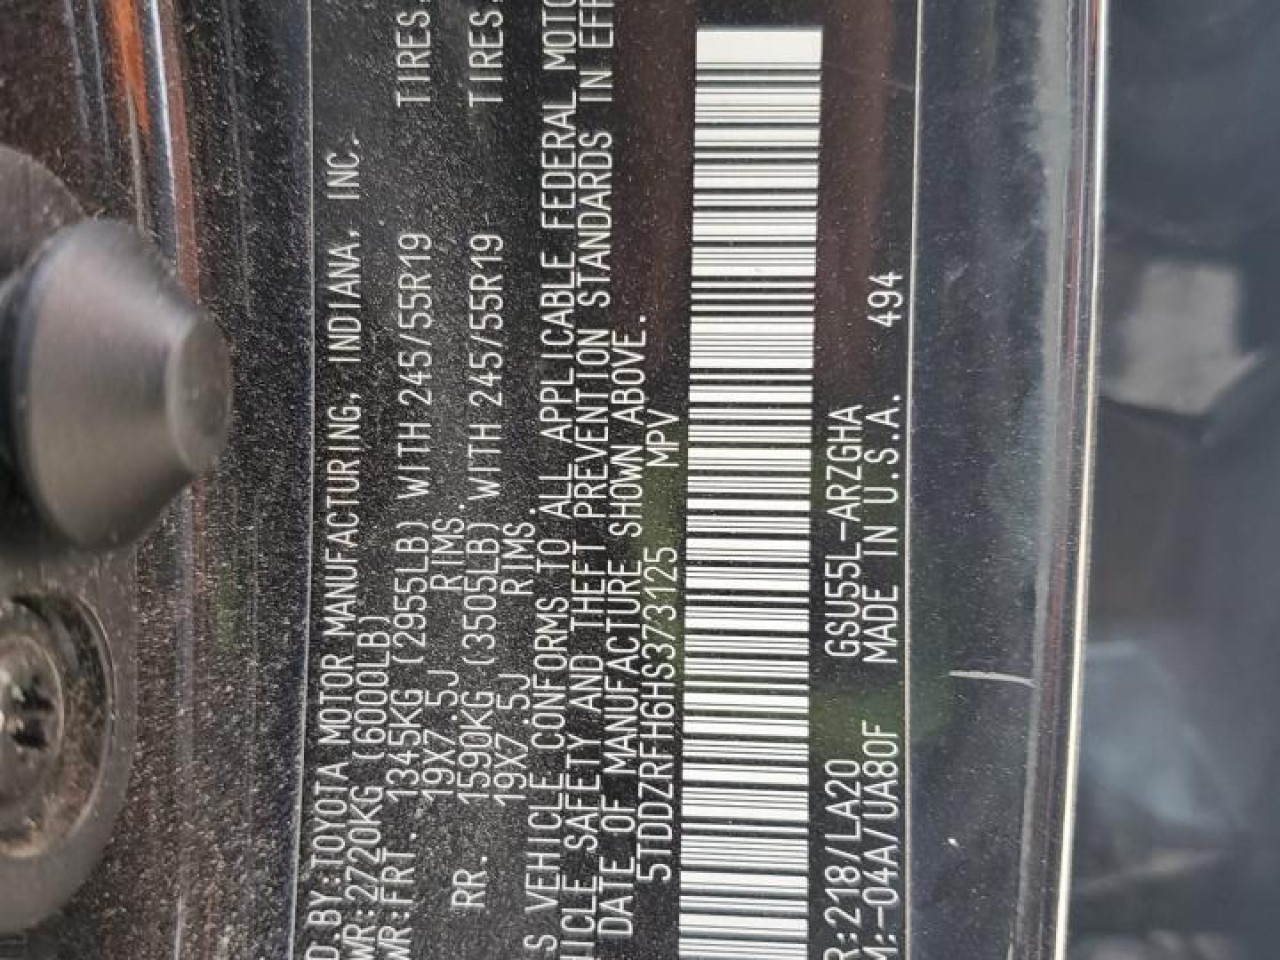 D.BY:TOYOTA MOTOR MANUFACTURING, INDIANA, INC.
WR:2720KG (6000LB)
WR:FRT. 1345KG (2955LB) WITH 245/55R19 TIRES,
19X7.5J RIMS.
RR. 1590KG (3505LB) WITH 245/55R19 TIRES,
19X7.5J RIMS.
S VEHICLE CONFORMS TO ALL APPLICABLE FEDERAL MOTO
ICLE SAFETY AND THEFT PREVENTION STANDARDS IN EFF
DATE OF MANUFACTURE SHOWN ABOVE.
5TDDZRFH6HS373125 MPV
R:218/LA20 GSU55L-ARZGHA
M:-04A/UA80F MADE IN U.S.A. 494